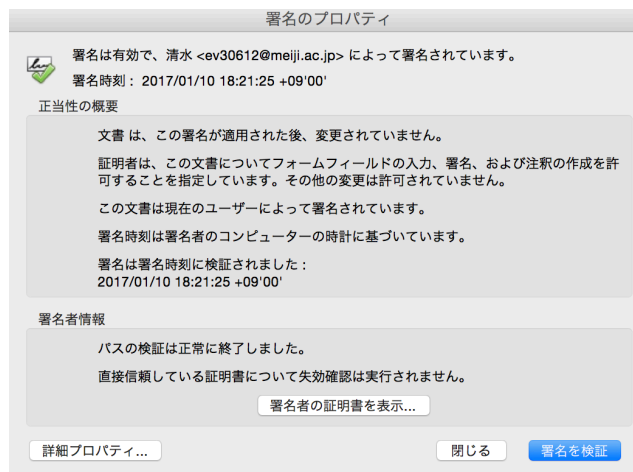 署名のプロパティ
署名は有効で、清水 <ev30612@meiji.ac.jp> によって署名されています。
署名時刻： 2017/01/10 18:21:25 +09'00'
正当性の概要
文書 は、この署名が適用された後、変更されていません。
証明者は、この文書についてフォームフィールドの入力、署名、および注釈の作成を許
可することを指定しています。その他の変更は許可されていません。
この文書は現在のユーザーによって署名されています。
署名時刻は署名者のコンピューターの時計に基づいています。
署名は署名時刻に検証されました：
2017/01/10 18:21:25 +09'00'
署名者情報
パスの検証は正常に終了しました。
直接信頼している証明書について失効確認は実行されません。
署名者の証明書を表示...
詳細プロパティ... 閉じる 署名を検証